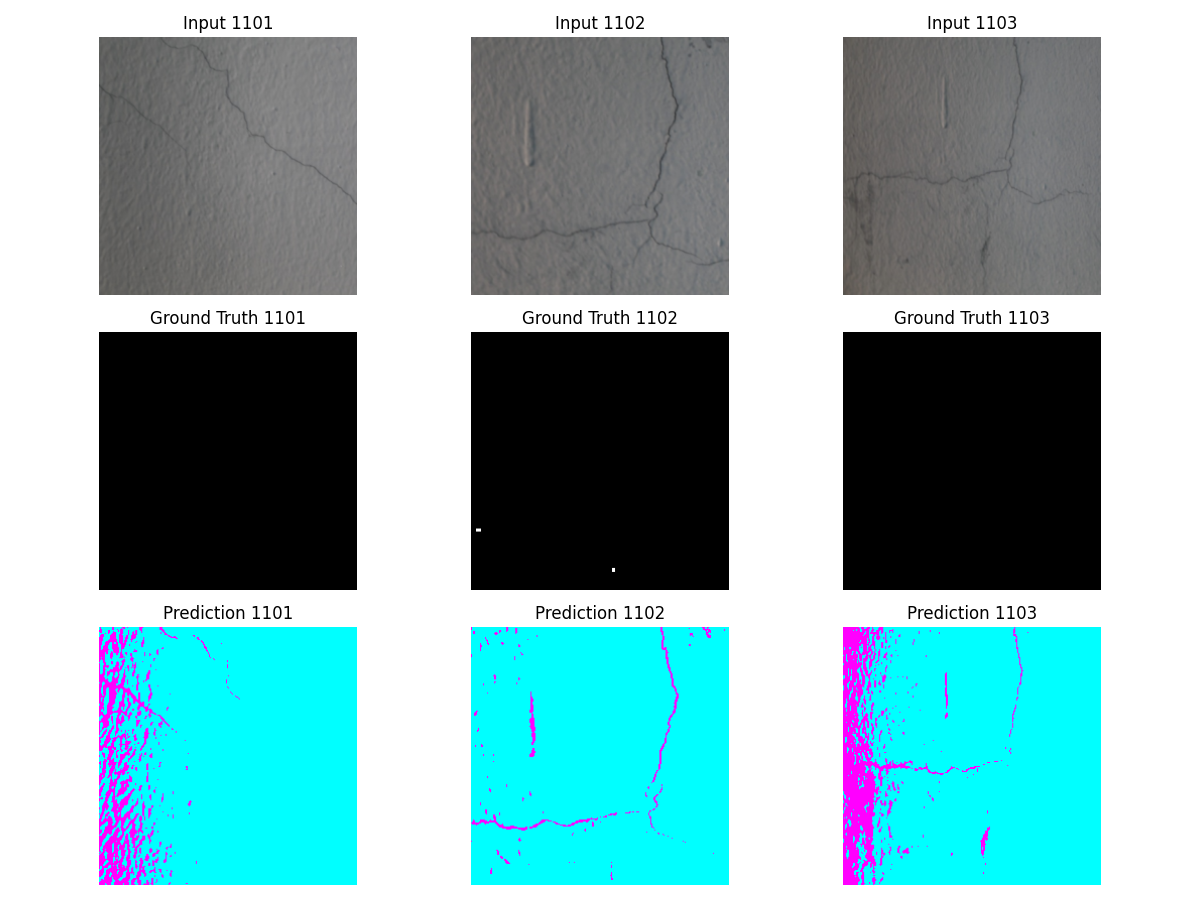 Input 1101
Input 1102
Input 1103
Ground Truth 1101
Ground Truth 1102
Ground Truth 1103
Prediction 1101
Prediction 1102
Prediction 1103